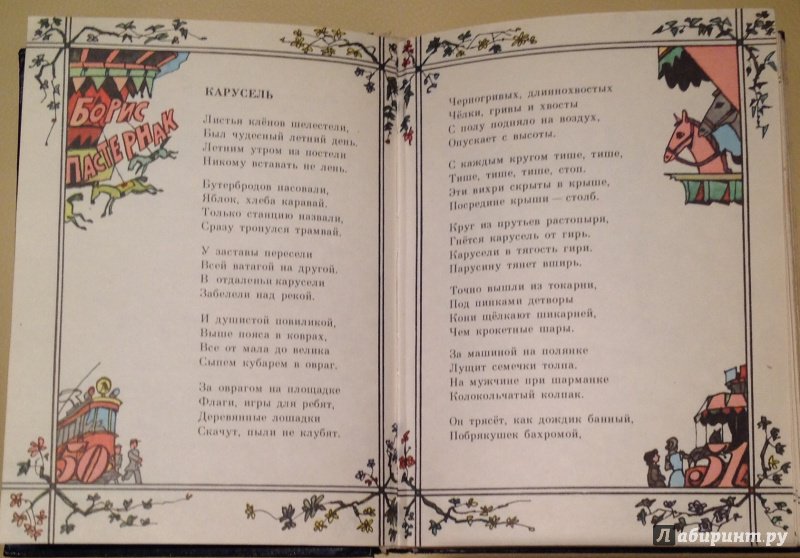 БОРИС
ПАСТЕРНАК
КАРУСЕЛЬ
Листья клёнов шелестели,
Был чудесный летний день.
Летним утром из постели
Никому вставать не лень.
Бутербродов насовали,
Яблок, хлеба каравай.
Только станцию назвали,
Сразу тронулся трамвай.
У заставы пересели
Всей ватагой на другой.
В отдаленьи карусели
Забелели над рекой.
И душистой повиликой,
Выше пояса в коврах,
Все от мала до велика
Сыпем кубарем в овраг.
За оврагом на площадке
Флаги, игры для ребят,
Деревянные лошадки
Скачут, пыли не клубят.
50
Черногривых, длиннохвостых
Чёлки, гривы и хвосты
С полу подняло на воздух,
Опускает с высоты.
С каждым кругом тише, тише,
Тише, тише, тише, стоп.
Эти вихри скрыты в крыше,
Посредине крыши — столб.
Круг из прутьев растопыря,
Гнётся карусель от гирь.
Карусели в тягость гири.
Парусину тянет вширь.
Точно вышли из токарни,
Под пинками детворы
Кони щёлкают шикарней,
Чем крокетные шары.
За машиной на полянке
Лущит семечки толпа.
На мужчине при шарманке
Колокольчатый колпак.
Он трясёт, как дождик банный,
Побрякушек бахромой,
51
Лабиринт.ру